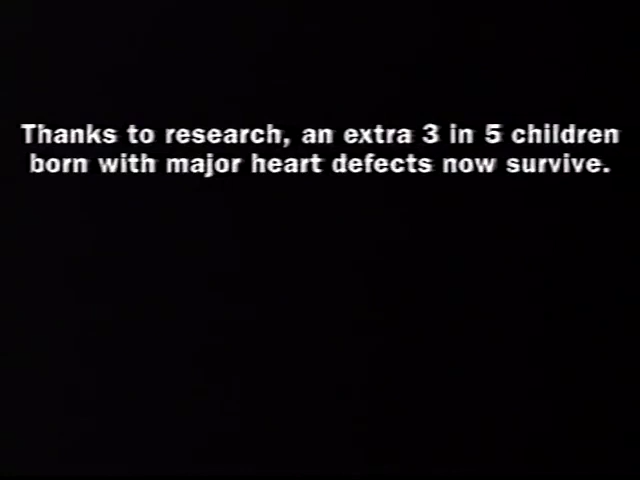 Thanks to research, an extra 3 in 5 children
born with major heart defects now survive.